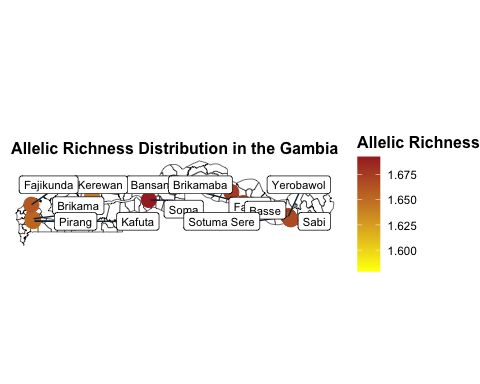 Allelic Richness Distribution in the Gambia
Allelic Richness
1.675
1.650
1.625
1.600
Fajikunda
Kerewan
Bansan
Brikamaba
Yerobawol
Brikama
Soma
Fa
Basse
Pirang
Kafuta
Sotuma Sere
Sabi